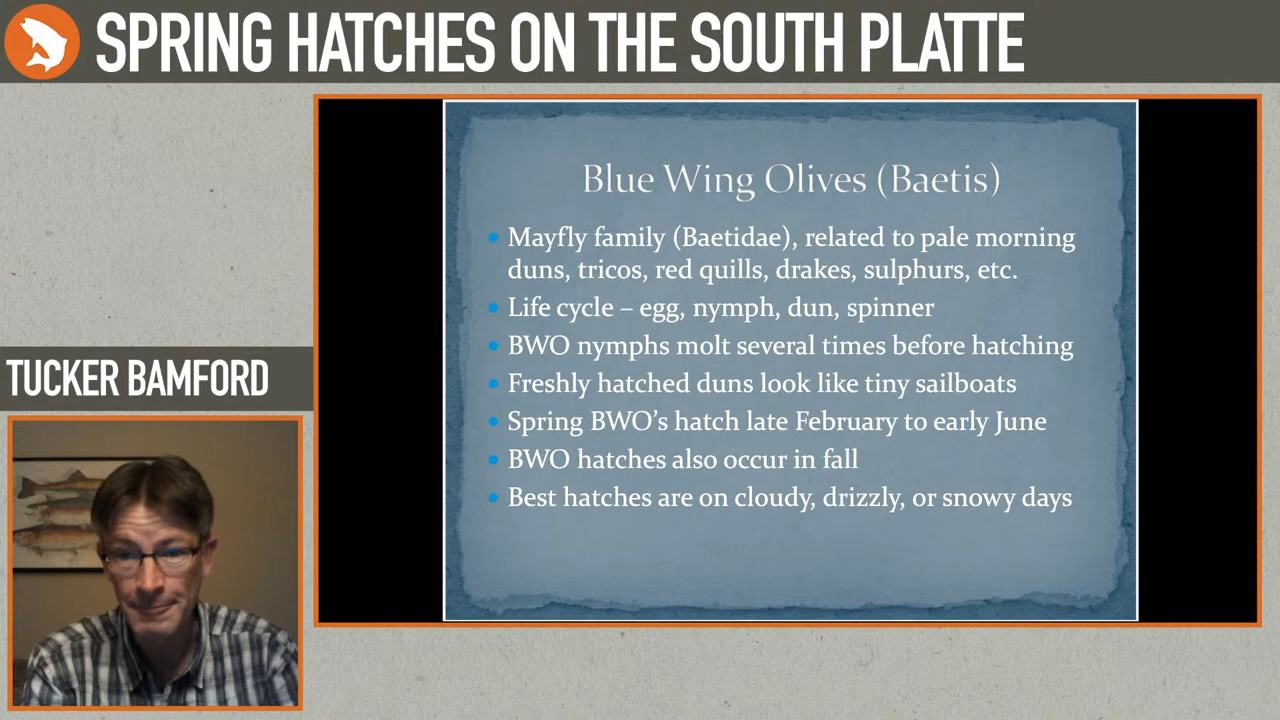 SPRING HATCHES ON THE SOUTH PLATTE
Blue Wing Olives (Baetis)
• Mayfly family (Baetidae), related to pale morning
duns, tricos, red quills, drakes, sulphurs, etc.
• Life cycle – egg, nymph, dun, spinner
• BWO nymphs molt several times before hatching
• Freshly hatched duns look like tiny sailboats
• Spring BWO’s hatch late February to early June
• BWO hatches also occur in fall
• Best hatches are on cloudy, drizzly, or snowy days
TUCKER BAMFORD